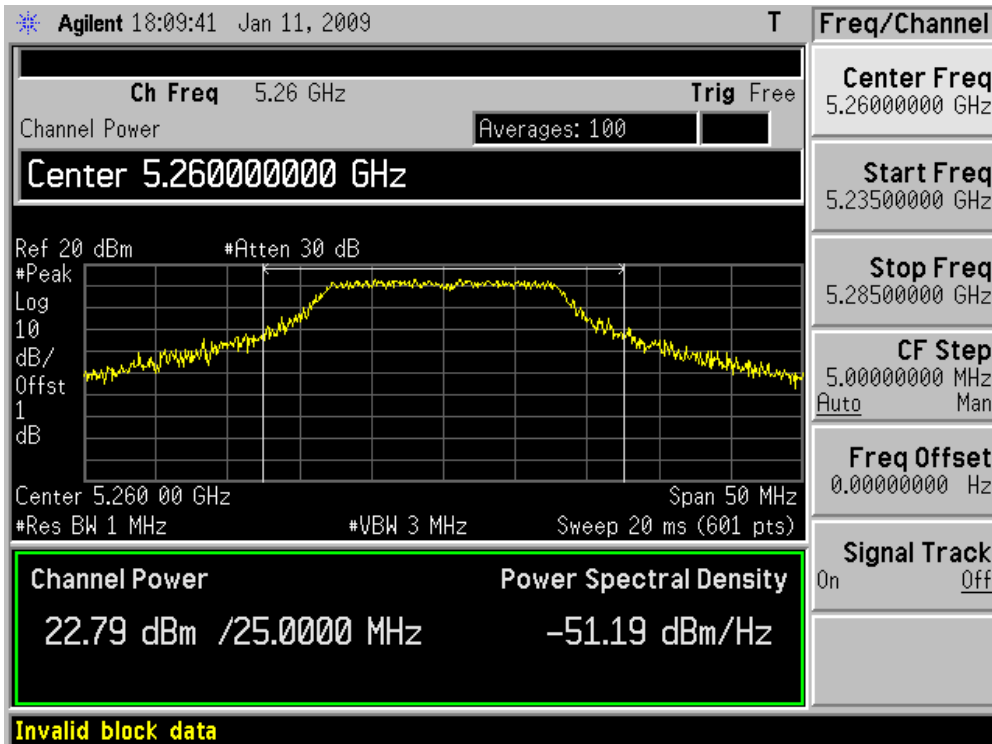 Agilent 18:09:41 Jan 11, 2009 T
Ch Freq 5.26 GHz Trig Free
Channel Power Averages: 100
Center 5.260000000 GHz
Ref 20 dBm #Atten 30 dB
#Peak
Log
10
dB/
Offst
1
dB
Center 5.260 00 GHz Span 50 MHz
#Res BW 1 MHz #VBW 3 MHz Sweep 20 ms (601 pts)
Channel Power Power Spectral Density
22.79 dBm /25.0000 MHz -51.19 dBm/Hz
Invalid block data
Freq/Channel
Center Freq
5.26000000 GHz
Start Freq
5.23500000 GHz
Stop Freq
5.28500000 GHz
CF Step
5.00000000 MHz
Auto Man
Freq Offset
0.00000000 Hz
Signal Track
On Off